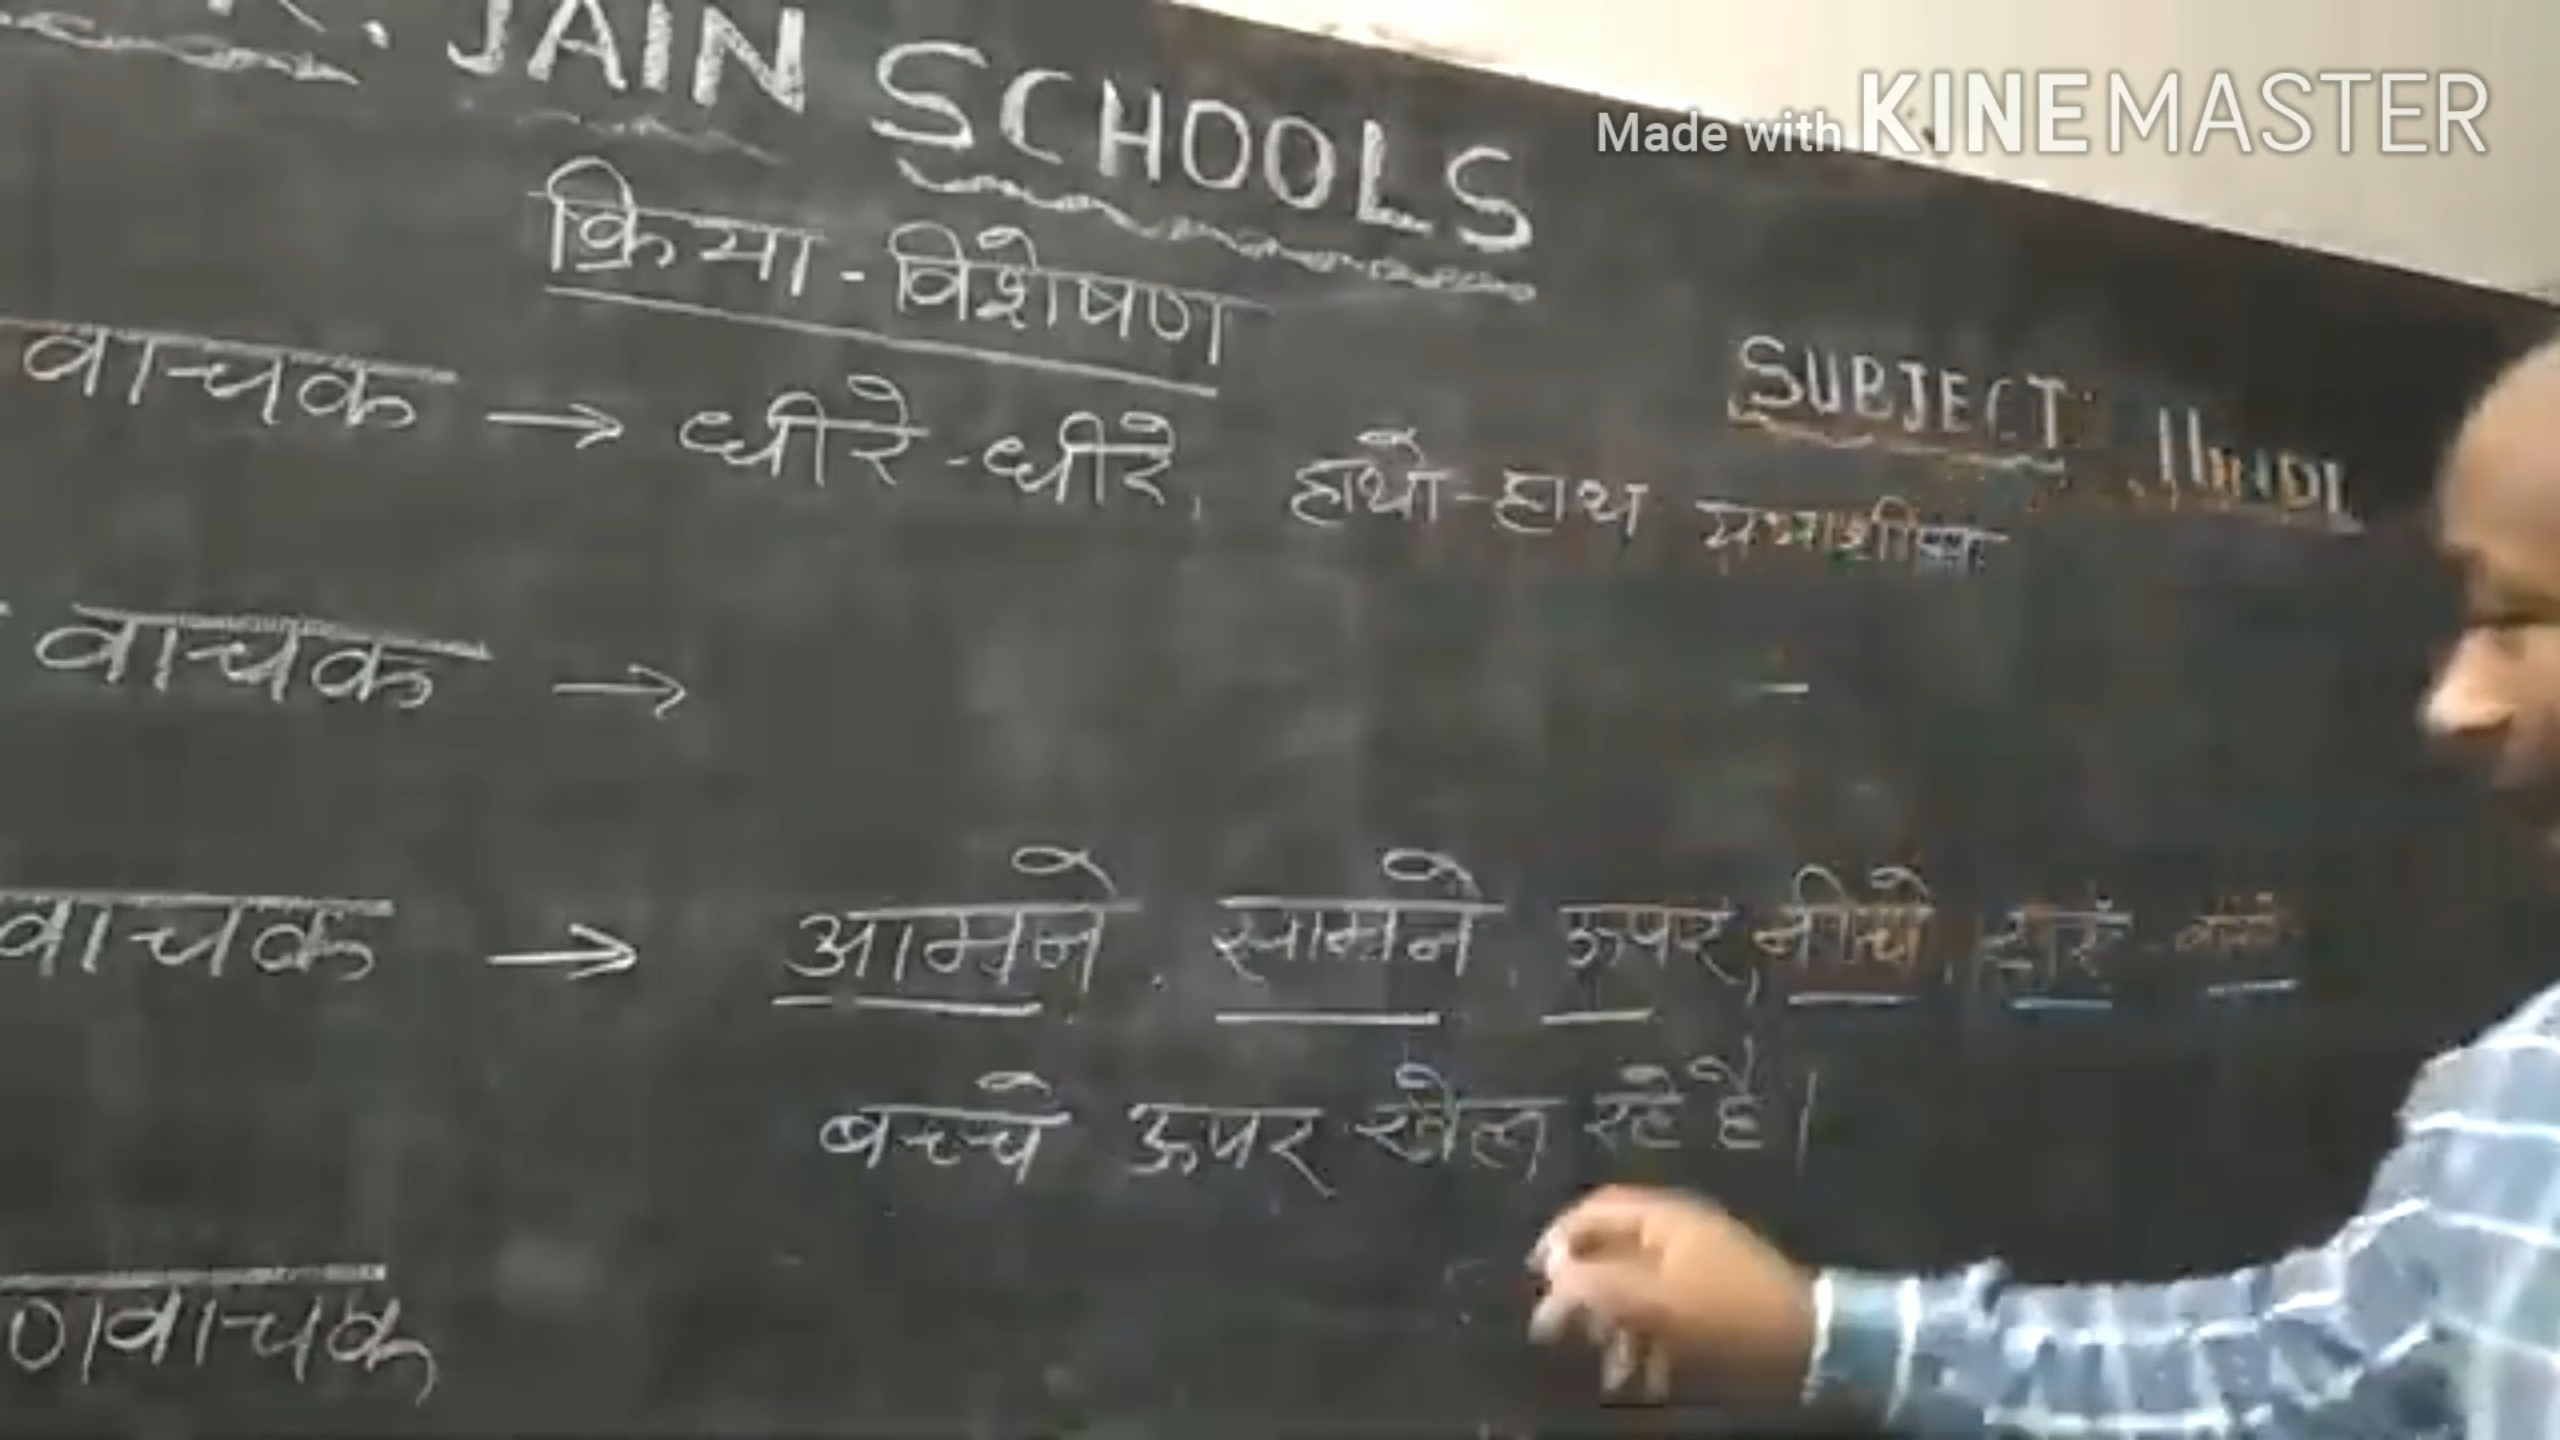 JAIN SCHOOLS
Made with KINEMASTER
क्रिया-विशेषण
SUBJECT: HINDI
वाचक → धीरे-धीरे, हाथों-हाथ
वाचक →
वाचक → आमने, सामने, ऊपर, नीचे,
बच्चे ऊपर खेल रहे है।
णवाचक